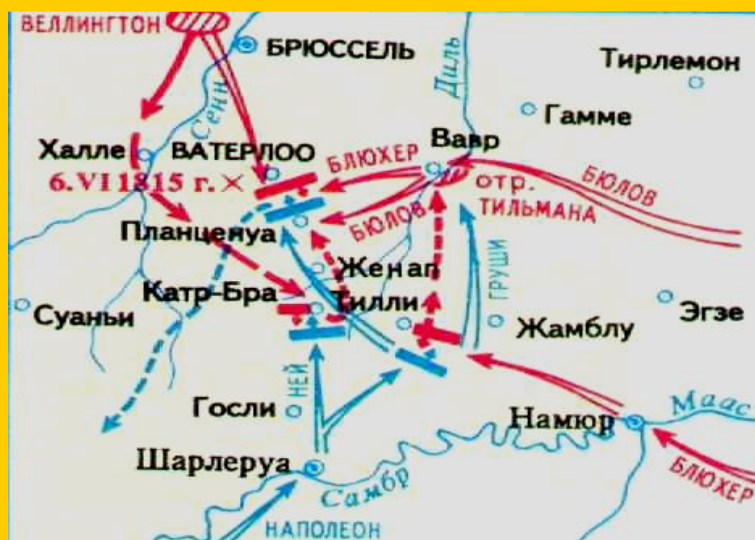 ВЕЛЛИНГТОН
БРЮССЕЛЬ
Тирлемон
Диль
Гамме
Сенн
Халле
ВАТЕРЛОО
БЛЮХЕР
Вавр
6.VI 1815 г.
отр.
ТИЛЬМАНА
БЮЛОВ
БЮЛОВ
Планценуа
Женап
Катр-Бра
Тилли
ГРУШИ
Эгзе
Суаньи
Жамблу
НЕЙ
Госли
Намюр
Маас
Шарлеруа
Самбр
БЛЮХЕР
НАПОЛЕОН